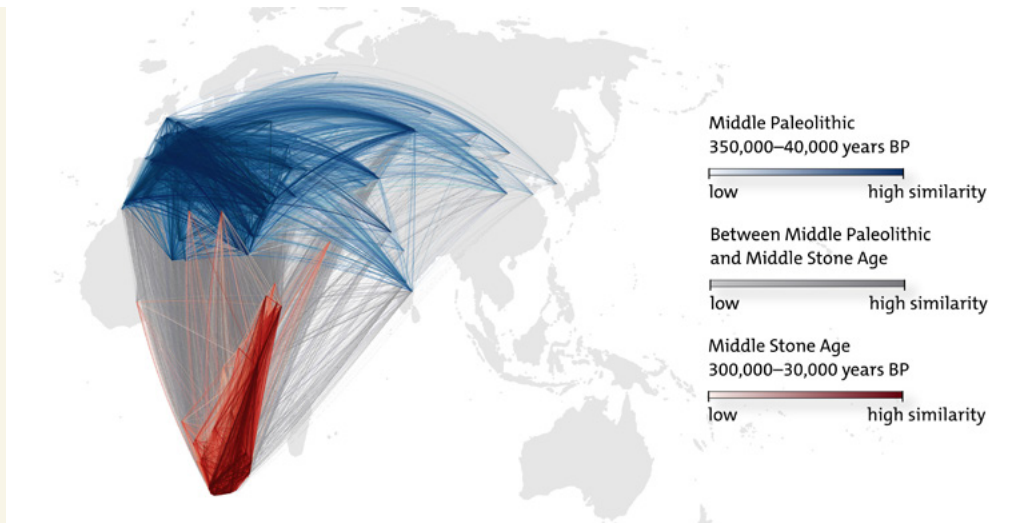 Middle Paleolithic
350,000–40,000 years BP
low high similarity
Between Middle Paleolithic
and Middle Stone Age
low high similarity
Middle Stone Age
300,000–30,000 years BP
low high similarity